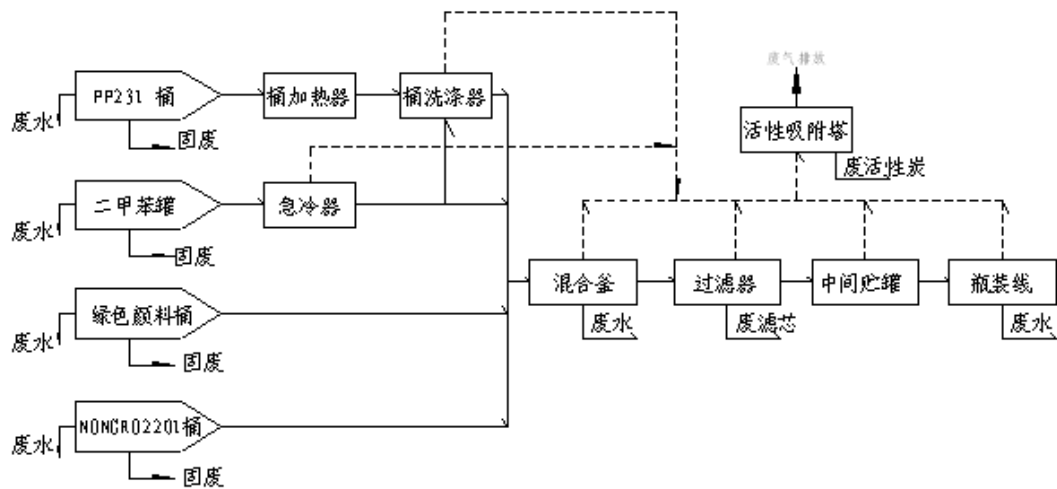 废气排放
PP231 桶
桶加热器
桶洗涤器
活性吸附塔
废水
固废
废活性炭
二甲苯罐
急冷器
废水
固废
混合釜
过滤器
中间贮罐
瓶装线
绿色颜料桶
废水
废滤芯
废水
废水
固废
NONCRO2201桶
废水
固废